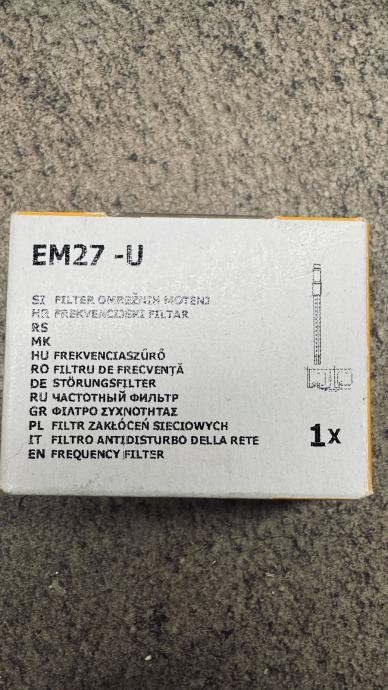 EM27 -U
SI FILTER OMREŽNIH MOTENJ
HR FREKVENCIJSKI FILTAR
RS
MK
HU FREKVENCIASZŰRŐ
RO FILTRU DE FRECVENŢĂ
DE STÖRUNGSFILTER
RU ЧАСТОТНЫЙ ФИЛЬТР
GR ΦΙΛΤΡΟ ΣΥΧΝΟΤΗΤΑΣ
PL FILTR ZAKŁÓCEŃ SIECIOWYCH
IT FILTRO ANTIDISTURBO DELLA RETE
EN FREQUENCY FILTER
1x